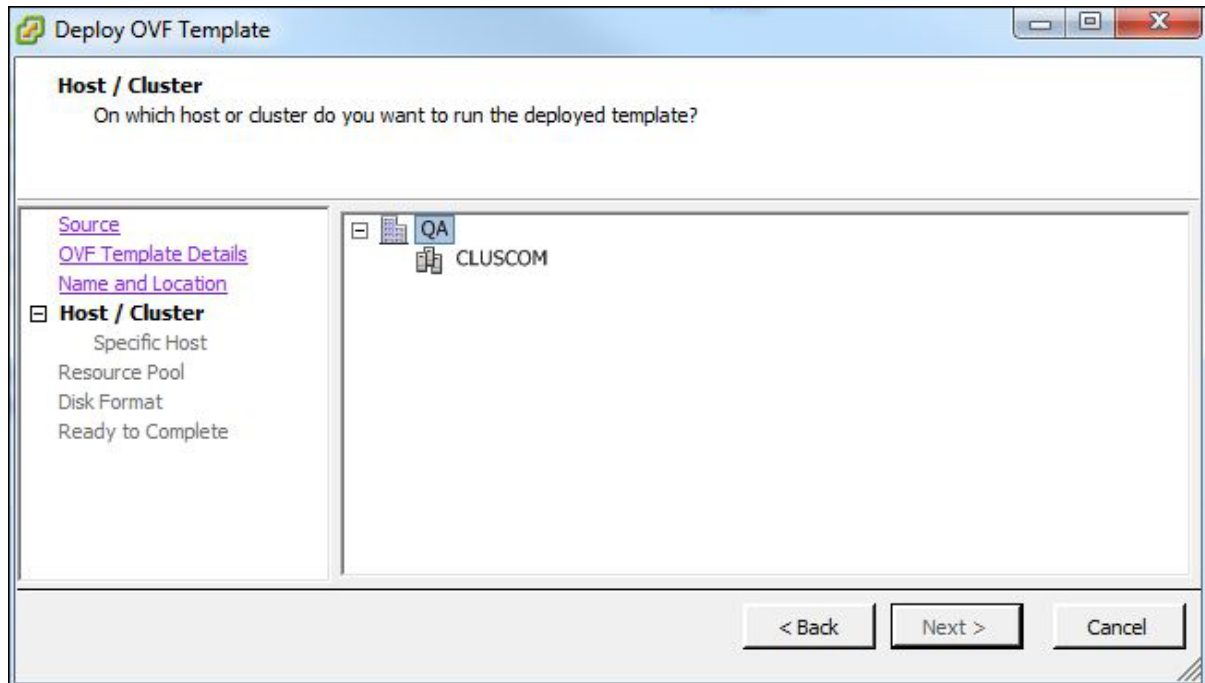 Deploy OVF Template
Host / Cluster
On which host or cluster do you want to run the deployed template?
Source
OVF Template Details
Name and Location
Host / Cluster
Specific Host
Resource Pool
Disk Format
Ready to Complete
QA
CLUSCOM
< Back
Next >
Cancel